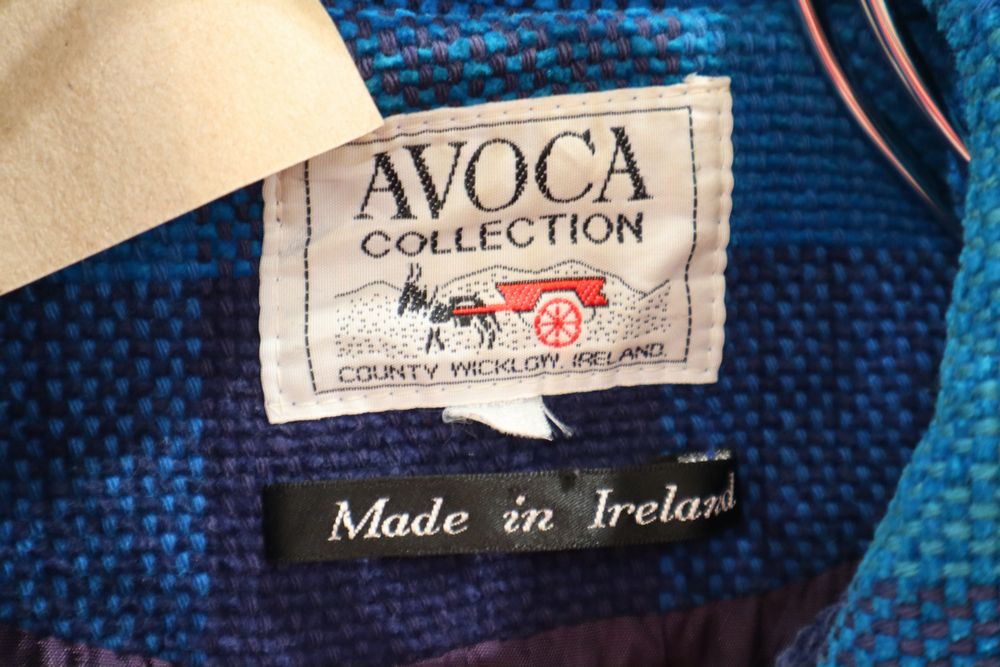 AVOCA
COLLECTION
COUNTY WICKLOW, IRELAND.
Made in Ireland